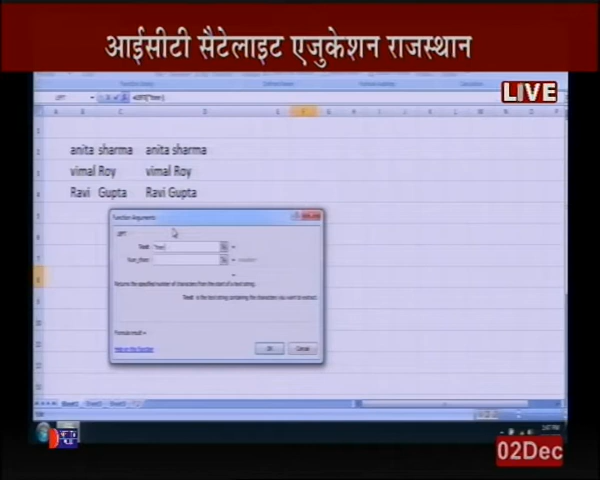 आईसीटी सैटेलाइट एजुकेशन राजस्थान
LIVE
anita sharma anita sharma
vimal Roy vimal Roy
Ravi Gupta Ravi Gupta
Function Arguments
LEFT
Text
Num_chars
Returns the specified number of characters from the start of a text string.
Text is the text string containing the characters you want to extract.
Formula result =
Help on this function
OK Cancel
02Dec